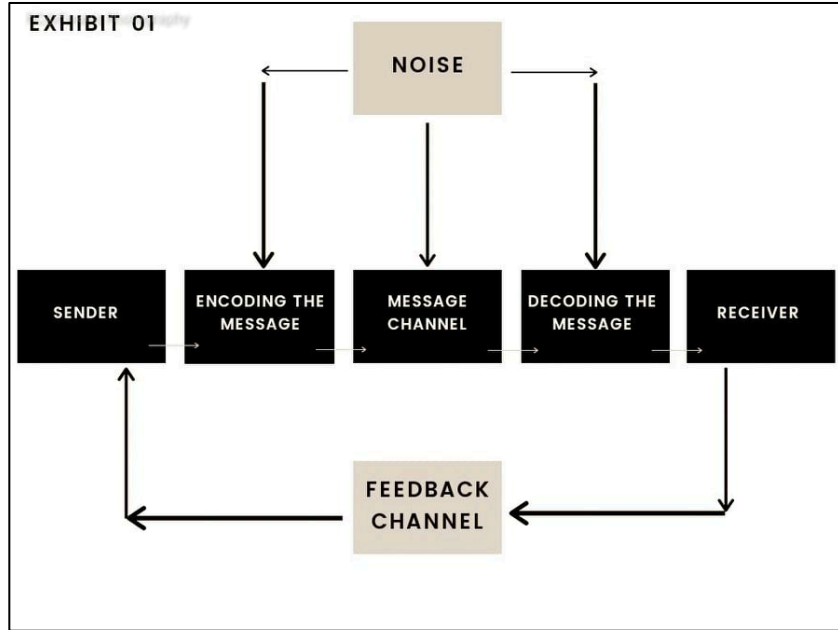 EXHIBIT 01
NOISE
SENDER
ENCODING THE
MESSAGE
MESSAGE
CHANNEL
DECODING THE
MESSAGE
RECEIVER
FEEDBACK
CHANNEL